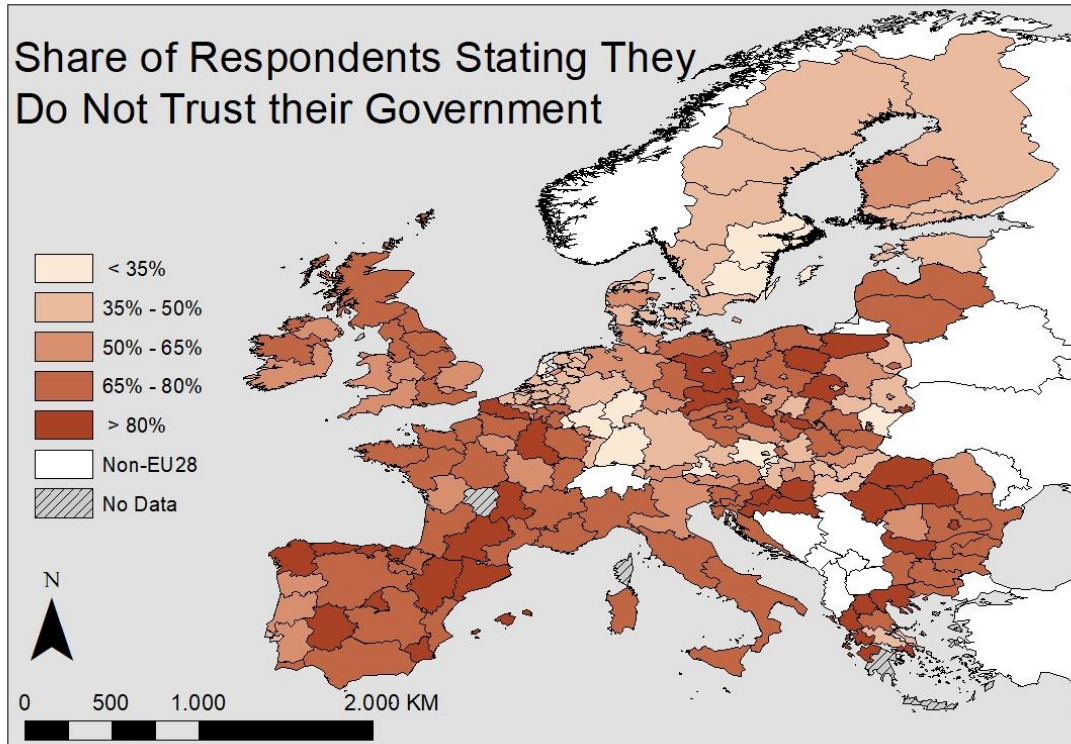 Share of Respondents Stating They
Do Not Trust their Government
< 35%
35% - 50%
50% - 65%
65% - 80%
> 80%
Non-EU28
No Data
N
0 500 1.000 2.000 KM